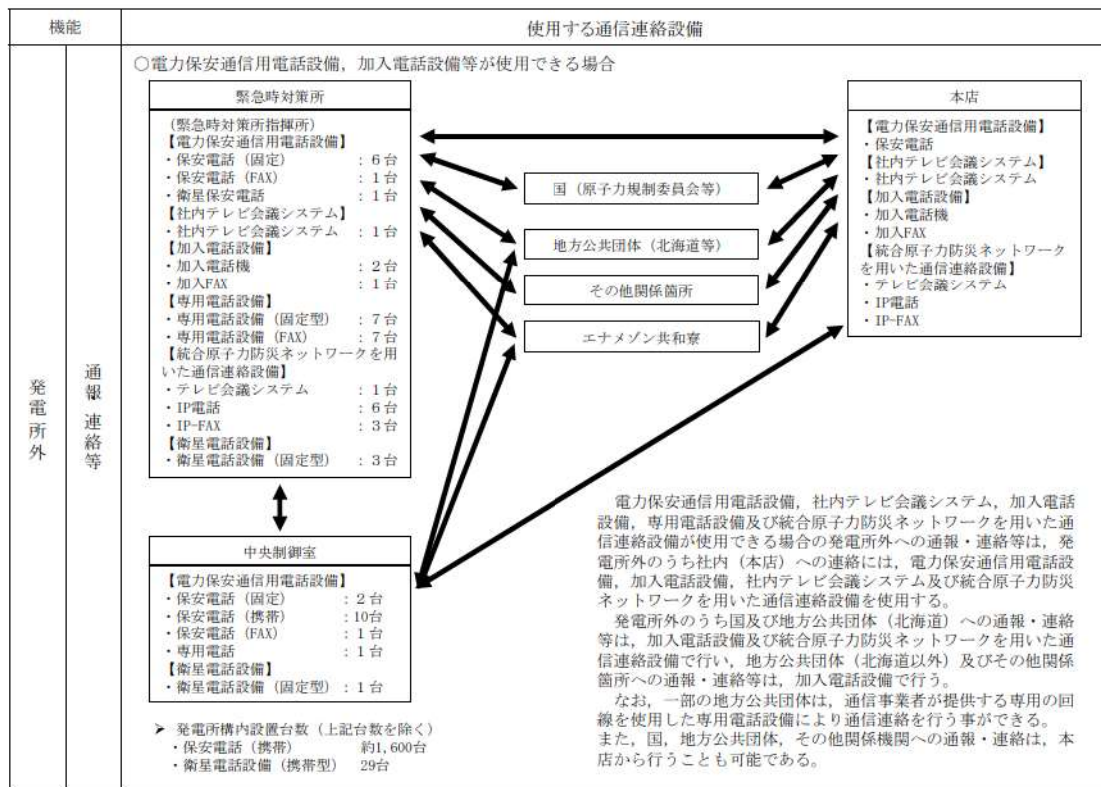 機能
使用する通信連絡設備
発電所外
通報連絡等
○電力保安通信用電話設備，加入電話設備等が使用できる場合
緊急時対策所
(緊急時対策所指揮所)
【電力保安通信用電話設備】
・保安電話（固定） : 6台
・保安電話（FAX） : 1台
・衛星保安電話 : 1台
【社内テレビ会議システム】
・社内テレビ会議システム : 1台
【加入電話設備】
・加入電話機 : 2台
・加入FAX : 1台
【専用電話設備】
・専用電話設備（固定型） : 7台
・専用電話設備（FAX） : 7台
【統合原子力防災ネットワークを用
いた通信連絡設備】
・テレビ会議システム : 1台
・IP電話 : 6台
・IP-FAX : 3台
【衛星電話設備】
・衛星電話設備（固定型） : 3台
国（原子力規制委員会等）
地方公共団体（北海道等）
その他関係箇所
エナメゾン共和寮
本店
【電力保安通信用電話設備】
・保安電話
【社内テレビ会議システム】
・社内テレビ会議システム
【加入電話設備】
・加入電話機
・加入FAX
【統合原子力防災ネットワーク
を用いた通信連絡設備】
・テレビ会議システム
・IP電話
・IP-FAX
中央制御室
【電力保安通信用電話設備】
・保安電話（固定） : 2台
・保安電話（携帯） : 10台
・保安電話（FAX） : 1台
・専用電話 : 1台
【衛星電話設備】
・衛星電話設備（固定型） : 1台
➤ 発電所構内設置台数（上記台数を除く）
・保安電話（携帯） 約1,600台
・衛星電話設備（携帯型） 29台
電力保安通信用電話設備，社内テレビ会議システム，加入電話
設備，専用電話設備及び統合原子力防災ネットワークを用いた通
信連絡設備が使用できる場合の発電所外への通報・連絡等は，発
電所外のうち社内（本店）への連絡には，電力保安通信用電話設
備，加入電話設備，社内テレビ会議システム及び統合原子力防災
ネットワークを用いた通信連絡設備を使用する。
発電所外のうち国及び地方公共団体（北海道）への通報・連絡
等は，加入電話設備及び統合原子力防災ネットワークを用いた通
信連絡設備で行い，地方公共団体（北海道以外）及びその他関係
箇所への通報・連絡等は，加入電話設備で行う。
なお，一部の地方公共団体は，通信事業者が提供する専用の回
線を使用した専用電話設備により通信連絡を行う事ができる。
また，国，地方公共団体，その他関係機関への通報・連絡は，本
店から行うことも可能である。